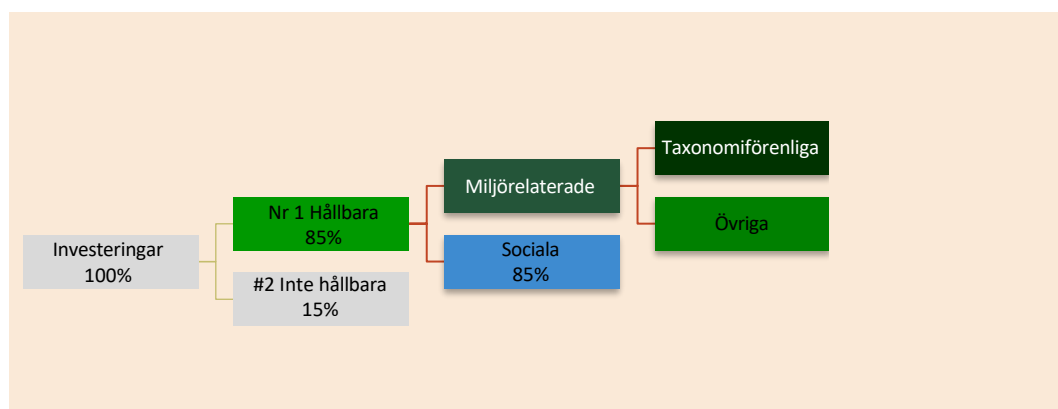 Investeringar
100%
Nr 1 Hållbara
85%
#2 Inte hållbara
15%
Miljörelaterade
Sociala
85%
Taxonomiförenliga
Övriga